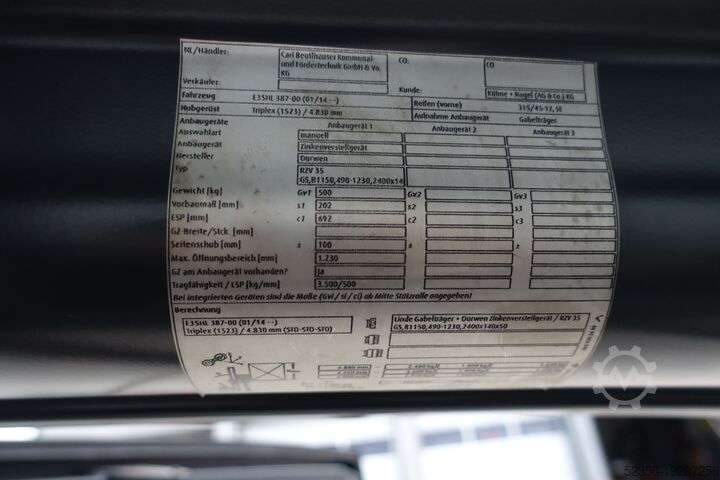 NL/Händler:
Carl Beutlhauser Kommunal-
und Fördertechnik GmbH & Vo.
KG
CO:
CO
Verkäufer:
Kunde: Kühne + Nagel (AG & Co.) KG
Fahrzeug E35HL 387-00 (01/14 --) Reifen (vorne) 315/45-12, SE
Hubgerüst Triplex (1523) / 4.830 mm Aufnahme Anbaugerät Gabelträger
Anbaugeräte Anbaugerät 1 Anbaugerät 2 Anbaugerät 3
Auswahlart manuell
Anbaugerät Zinkenverstellgerät
Hersteller Durwen
Typ RZV 35
GS,B1150,490-1230,2400x14
Gewicht [kg] Gv1 500 Gv2 Gv3
Vorbaumaß [mm] s1 202 s2 s3
ESP [mm] c1 692 c2 c3
GZ-Breite/Stck. [mm]
Seitenschub [mm] s 100 s s
Max. Öffnungsbereich [mm] 1.230
GZ am Anbaugerät vorhanden? Ja
Tragfähigkeit / LSP [kg/mm] 3.500/500
Bei integrierten Geräten sind die Maße (Gvi / si / ci) ab Mitte Stützrolle angegeben!
Berechnung
E35HL 387-00 (01/14 --)
Triplex (1523) / 4.830 mm (STD-STD-STD)
Linde Gabelträger + Durwen Zinkenverstellgerät / RZV 35
GS,B1150,490-1230,2400x140x50
4.880 mm